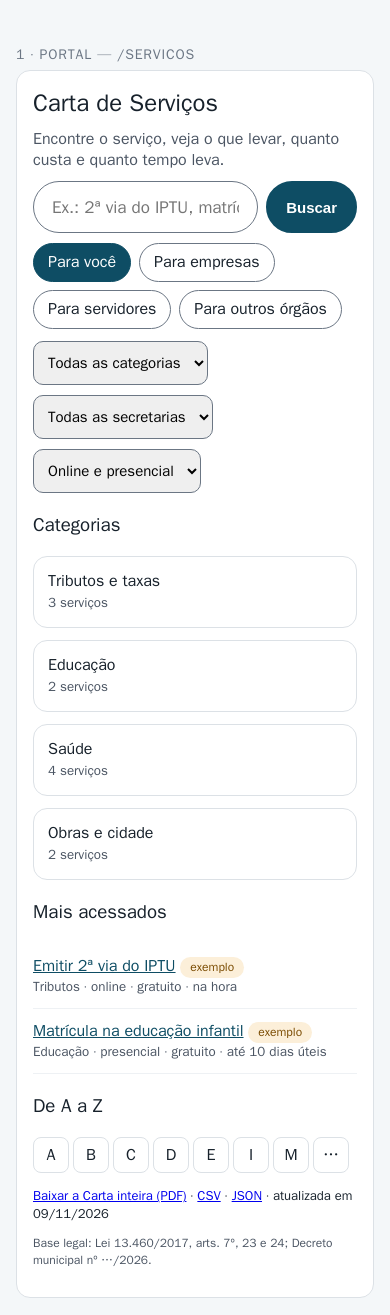 1 · PORTAL — /SERVICOS
Carta de Serviços
Encontre o serviço, veja o que levar, quanto
custa e quanto tempo leva.
Ex.: 2ª via do IPTU, matríc
Buscar
Para você
Para empresas
Para servidores
Para outros órgãos
Todas as categorias
Todas as secretarias
Online e presencial
Categorias
Tributos e taxas
3 serviços
Educação
2 serviços
Saúde
4 serviços
Obras e cidade
2 serviços
Mais acessados
Emitir 2ª via do IPTU exemplo
Tributos · online · gratuito · na hora
Matrícula na educação infantil exemplo
Educação · presencial · gratuito · até 10 dias úteis
De A a Z
A B C D E I M ⋯
Baixar a Carta inteira (PDF) · CSV · JSON · atualizada em
09/11/2026
Base legal: Lei 13.460/2017, arts. 7º, 23 e 24; Decreto
municipal nº ⋯/2026.